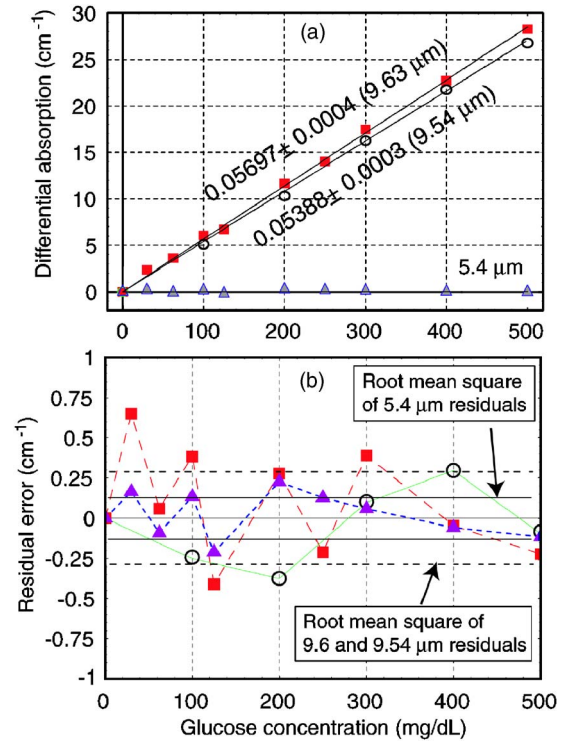 30
(a)
25
20
15
10
5
0
Differential absorption (cm⁻¹)
0.05697± 0.0004 (9.63 μm)
0.05388± 0.0003 (9.54 μm)
5.4 μm
0 100 200 300 400 500
1
(b)
0.75
0.5
0.25
0
-0.25
-0.5
-0.75
-1
Residual error (cm⁻¹)
Root mean square
of 5.4 μm residuals
Root mean square of
9.6 and 9.54 μm residuals
0 100 200 300 400 500
Glucose concentration (mg/dL)